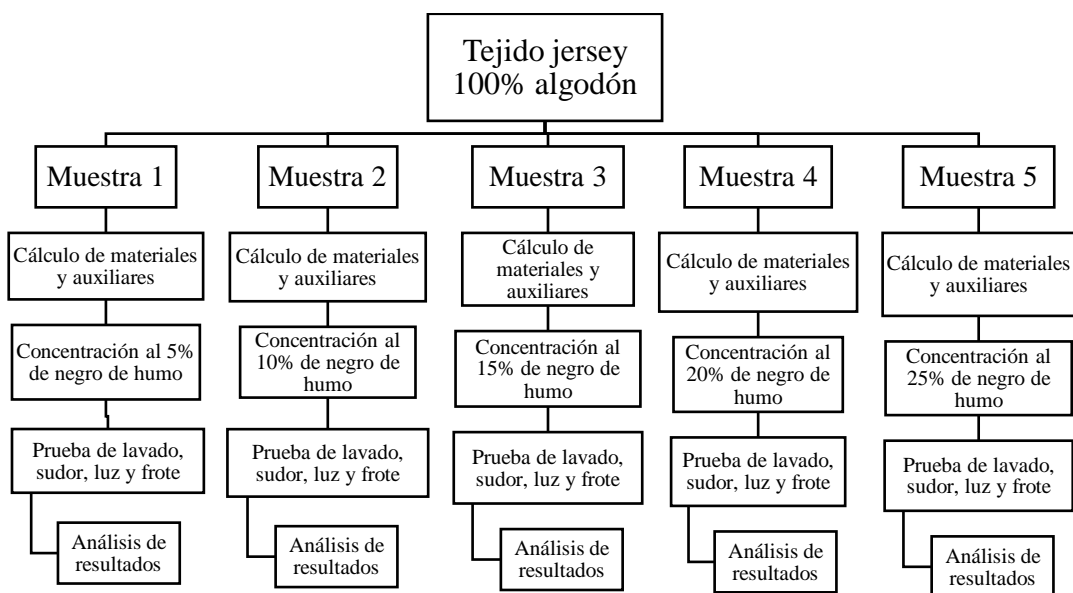 Tejido jersey
100% algodón
Muestra 1
Muestra 2
Muestra 3
Muestra 4
Muestra 5
Cálculo de materiales
y auxiliares
Cálculo de materiales
y auxiliares
Cálculo de
materiales y
auxiliares
Cálculo de materiales
y auxiliares
Cálculo de materiales
y auxiliares
Concentración al 5%
de negro de humo
Concentración al
10% de negro de
humo
Concentración al
15% de negro de
humo
Concentración al
20% de negro de
humo
Concentración al
25% de negro de
humo
Prueba de lavado,
sudor, luz y frote
Prueba de lavado,
sudor, luz y frote
Prueba de lavado,
sudor, luz y frote
Prueba de lavado,
sudor, luz y frote
Prueba de lavado,
sudor, luz y frote
Análisis de
resultados
Análisis de
resultados
Análisis de
resultados
Análisis de
resultados
Análisis de
resultados